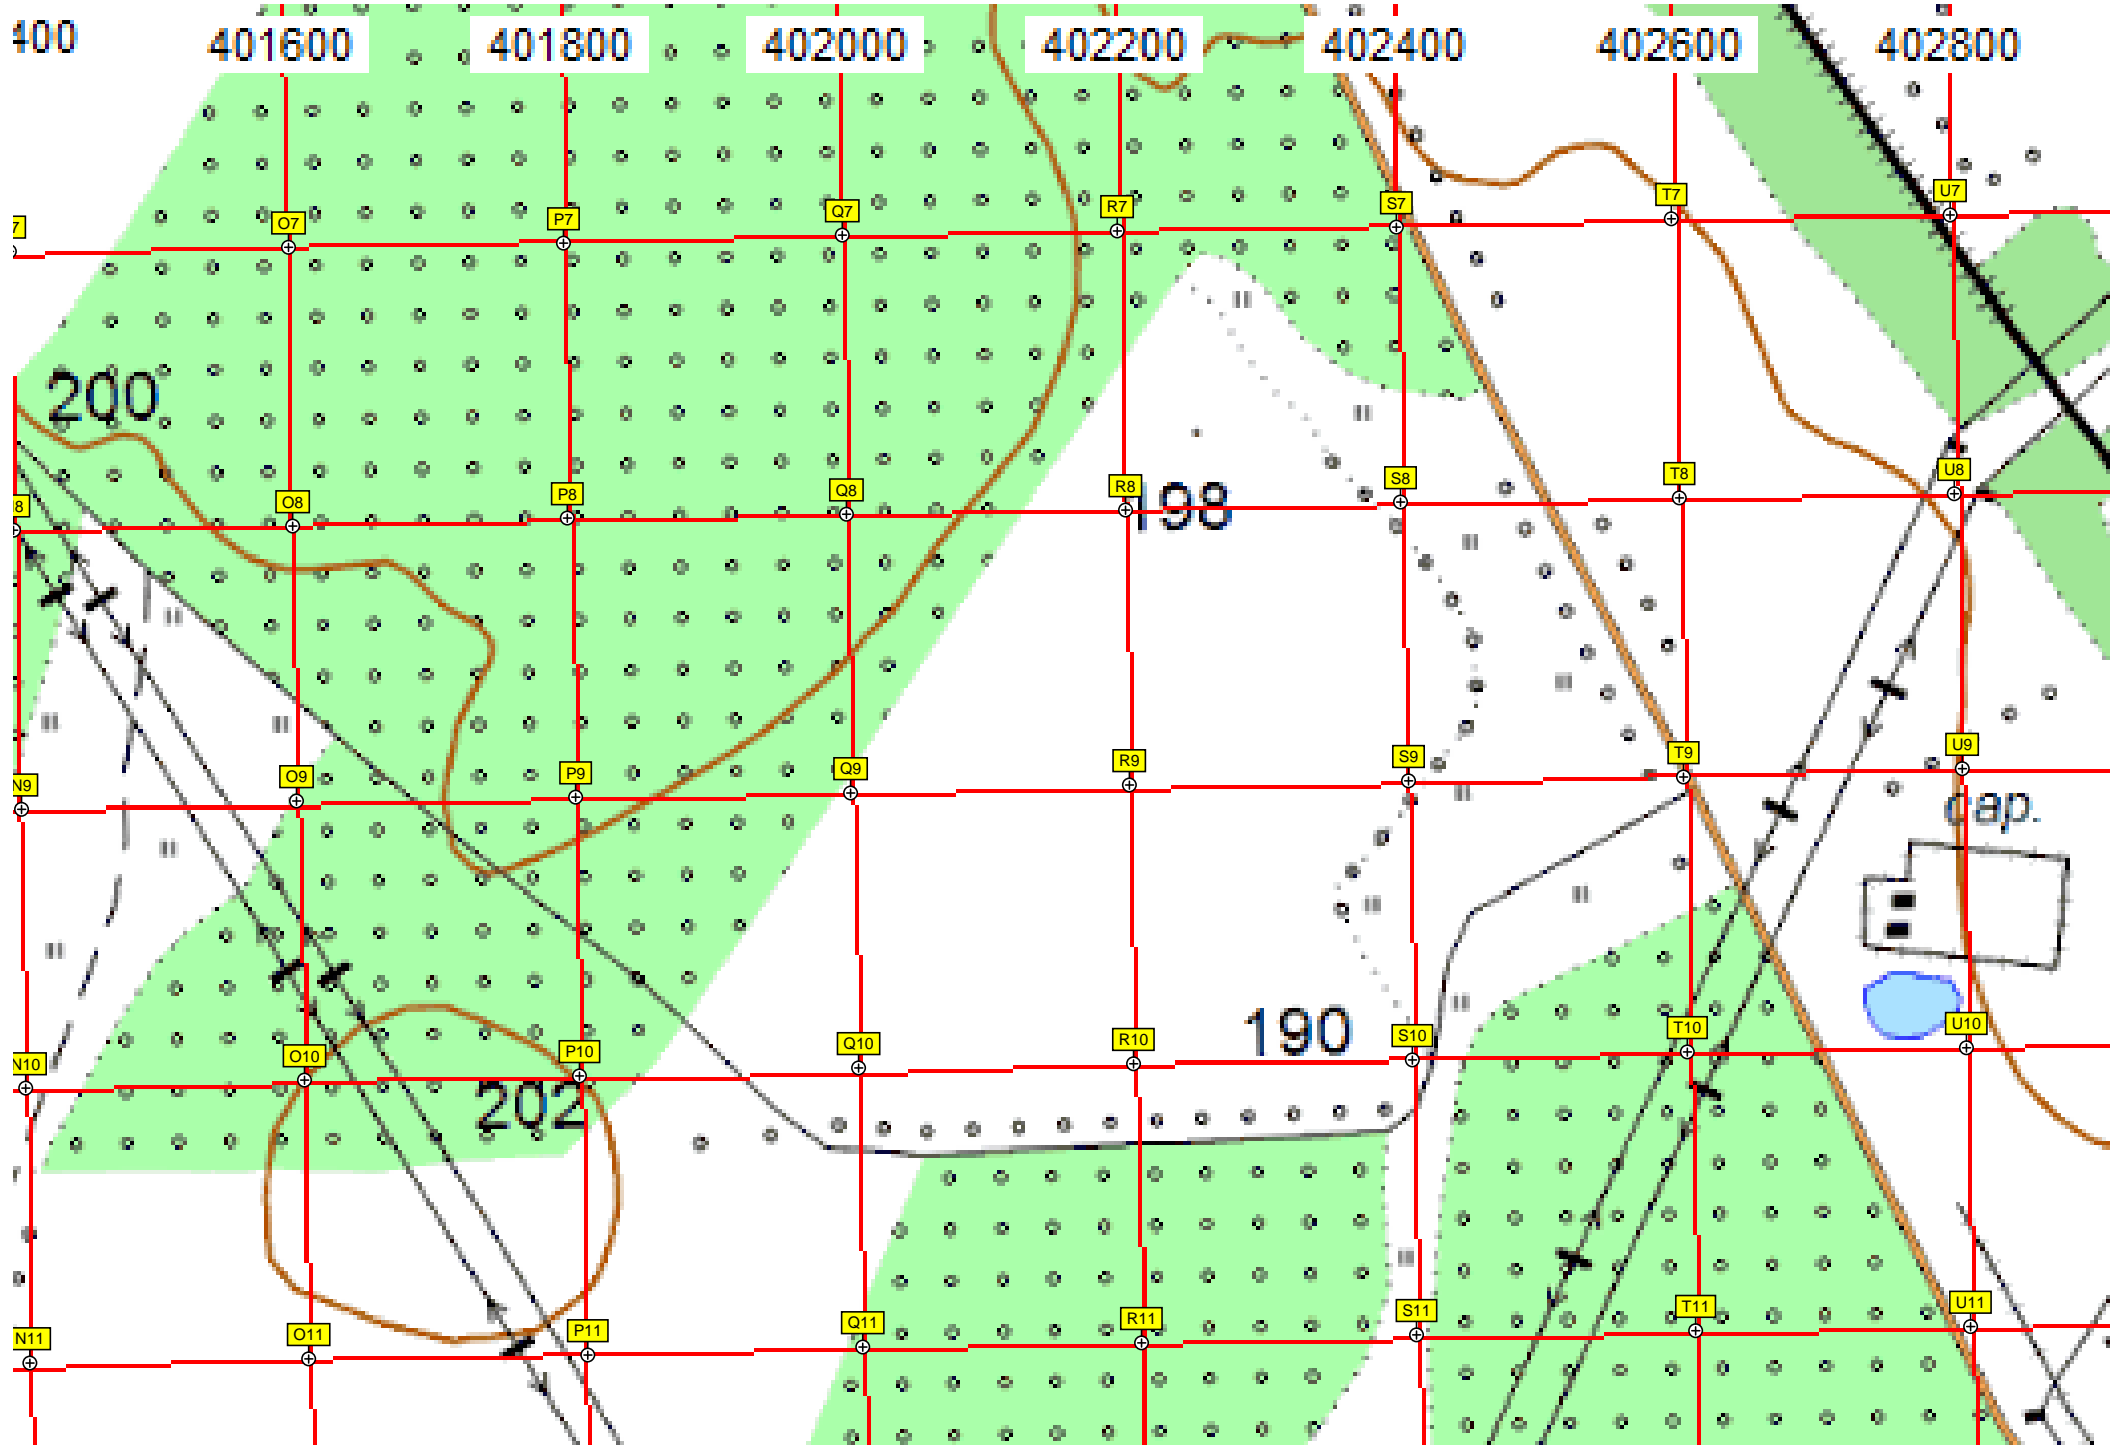 400 401600 401800 402000 402200 402400 402600 402800
7 O7 P7 Q7 R7 S7 T7 U7
200
8 O8 P8 Q8 R8 S8 T8 U8
198
N9 O9 P9 Q9 R9 S9 T9 U9
cap.
190
N10 O10 P10 Q10 R10 S10 T10 U10
202
N11 O11 P11 Q11 R11 S11 T11 U11